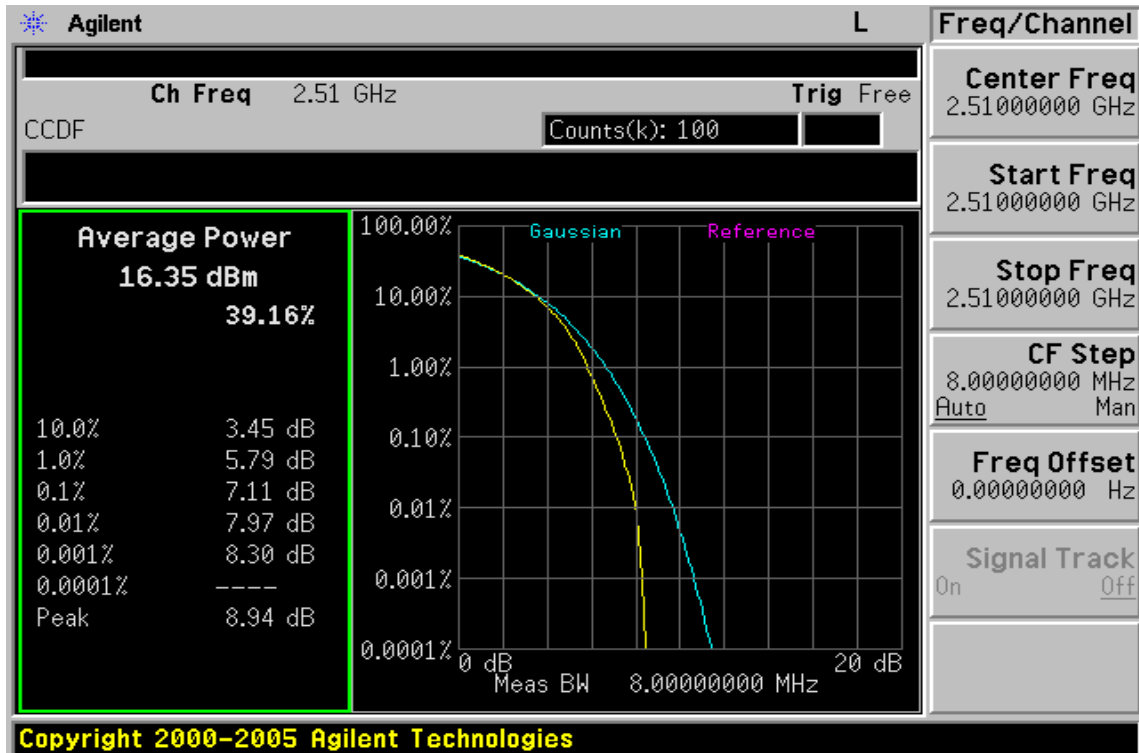 Agilent L Freq/Channel
Ch Freq 2.51 GHz Trig Free
CCDF Counts(k): 100
Center Freq
2.51000000 GHz
Start Freq
2.51000000 GHz
Stop Freq
2.51000000 GHz
CF Step
8.00000000 MHz
Auto Man
Freq Offset
0.00000000 Hz
Signal Track
On Off
Average Power
16.35 dBm
39.16%
10.0% 3.45 dB
1.0% 5.79 dB
0.1% 7.11 dB
0.01% 7.97 dB
0.001% 8.30 dB
0.0001% ----
Peak 8.94 dB
Gaussian Reference
100.00%
10.00%
1.00%
0.10%
0.01%
0.001%
0.0001%
0 dB 20 dB
Meas BW 8.00000000 MHz
Copyright 2000-2005 Agilent Technologies